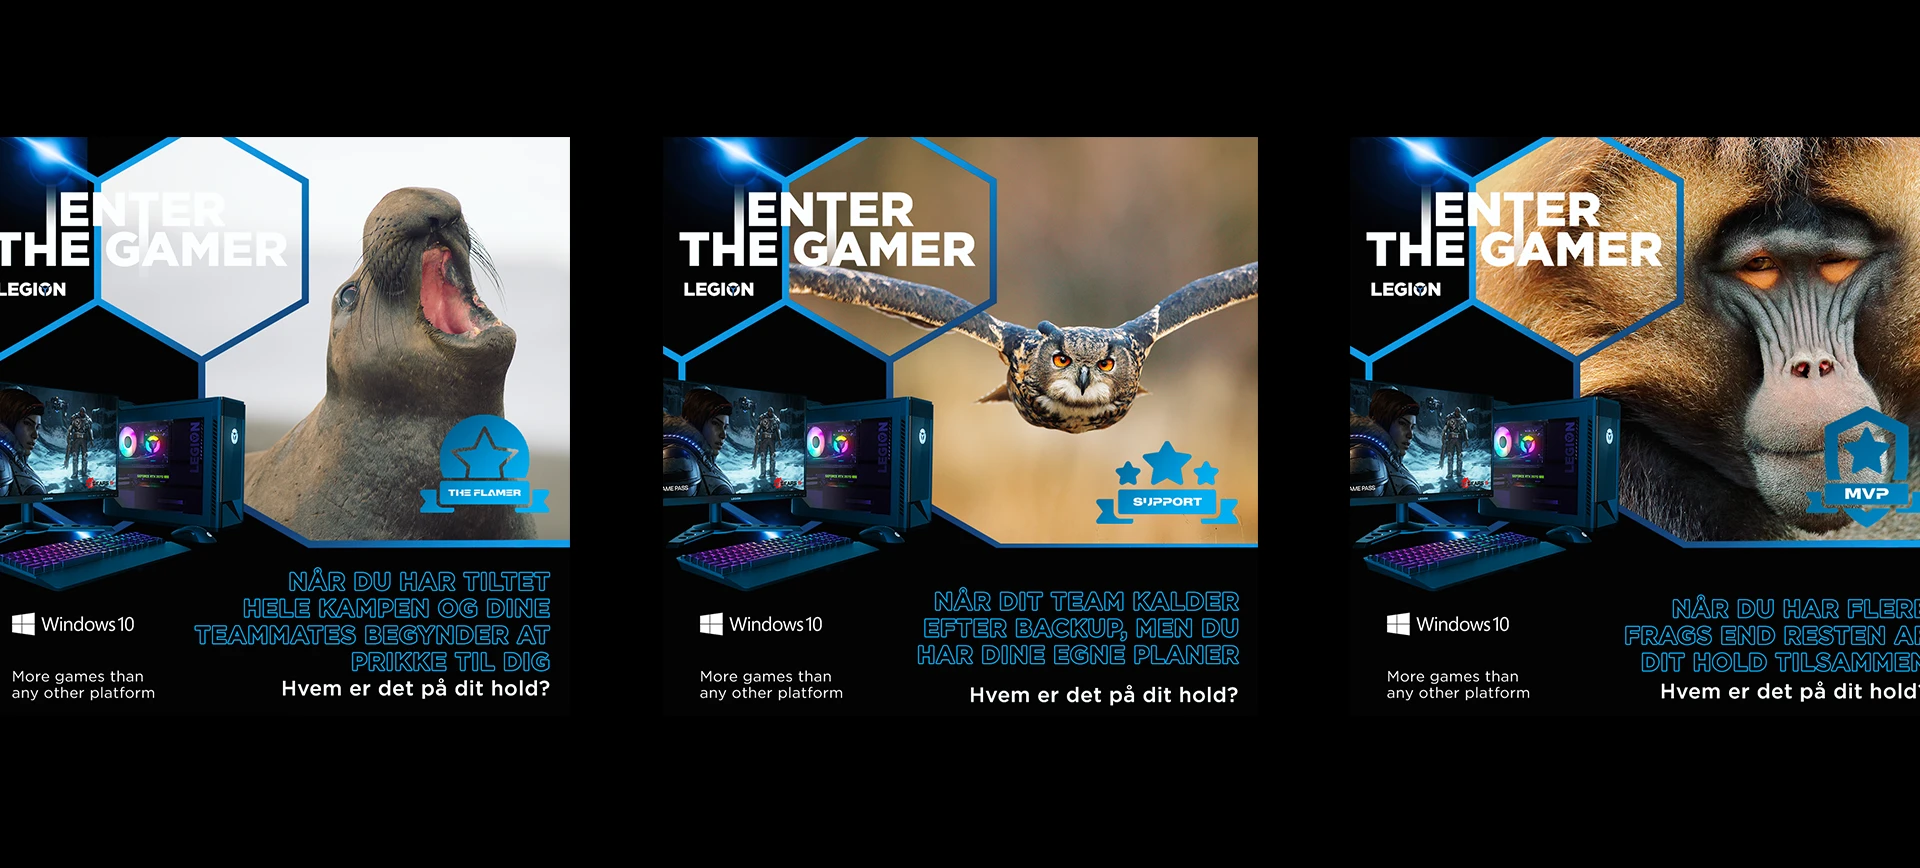 ENTER
THE GAMER
LEGION
LEGION
THE FLAMER
NÅR DU HAR TILTET
HELE KAMPEN OG DINE
TEAMMATES BEGYNDER AT
PRIKKE TIL DIG
Hvem er det på dit hold?
Windows 10
More games than
any other platform
ENTER
THE GAMER
LEGION
LEGION
SUPPORT
NÅR DIT TEAM KALDER
EFTER BACKUP, MEN DU
HAR DINE EGNE PLANER
Hvem er det på dit hold?
Windows 10
More games than
any other platform
ENTER
THE GAMER
LEGION
LEGION
MVP
NÅR DU HAR FLERE
FRAGS END RESTEN AF
DIT HOLD TILSAMMEN
Hvem er det på dit hold?
Windows 10
More games than
any other platform